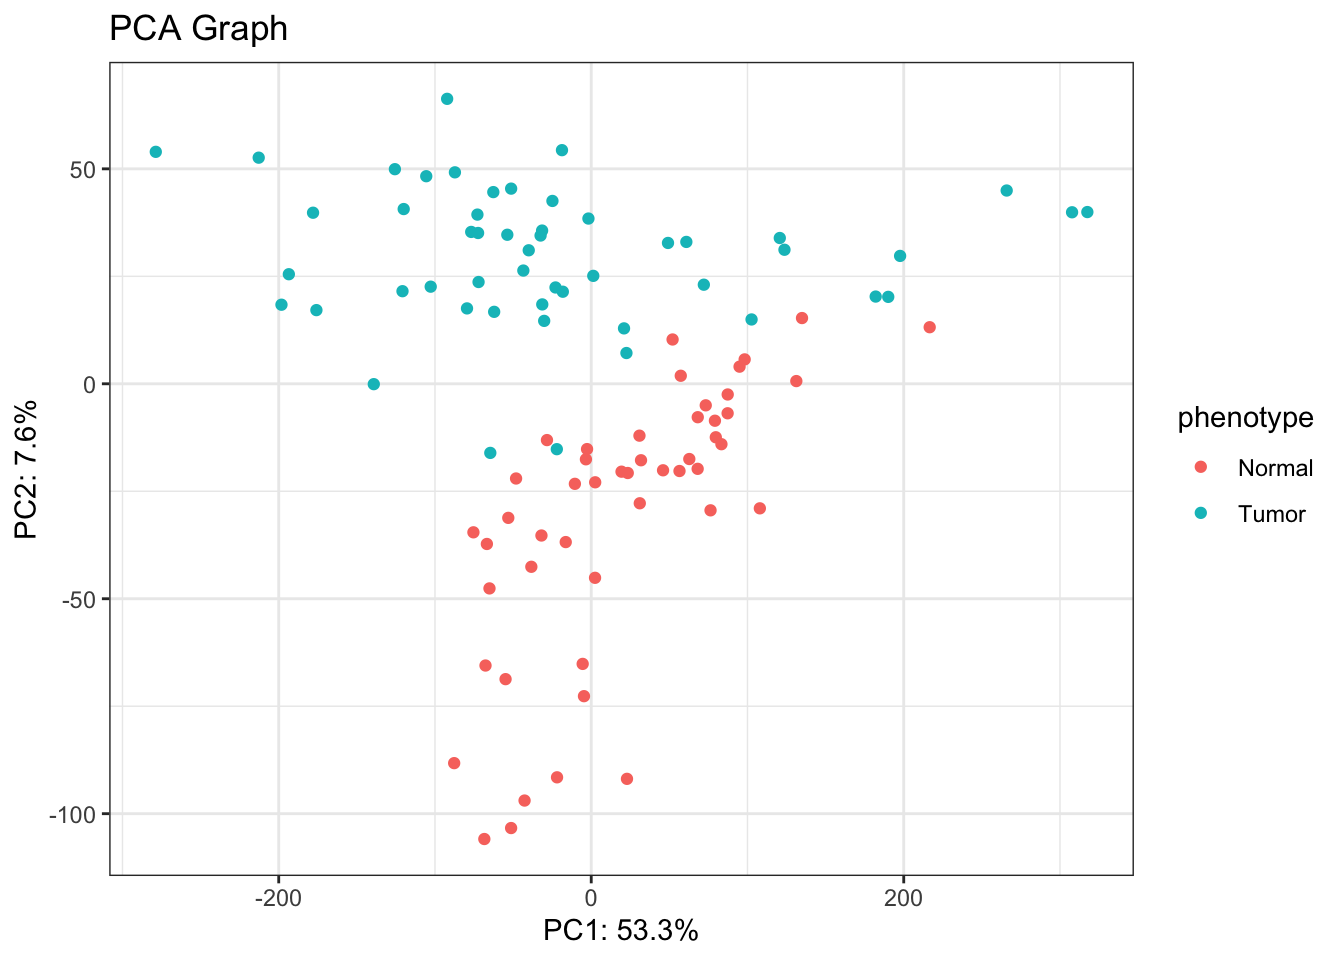 PCA Graph
50
0
-50
-100
PC2: 7.6%
-200
0
200
PC1: 53.3%
phenotype
Normal
Tumor